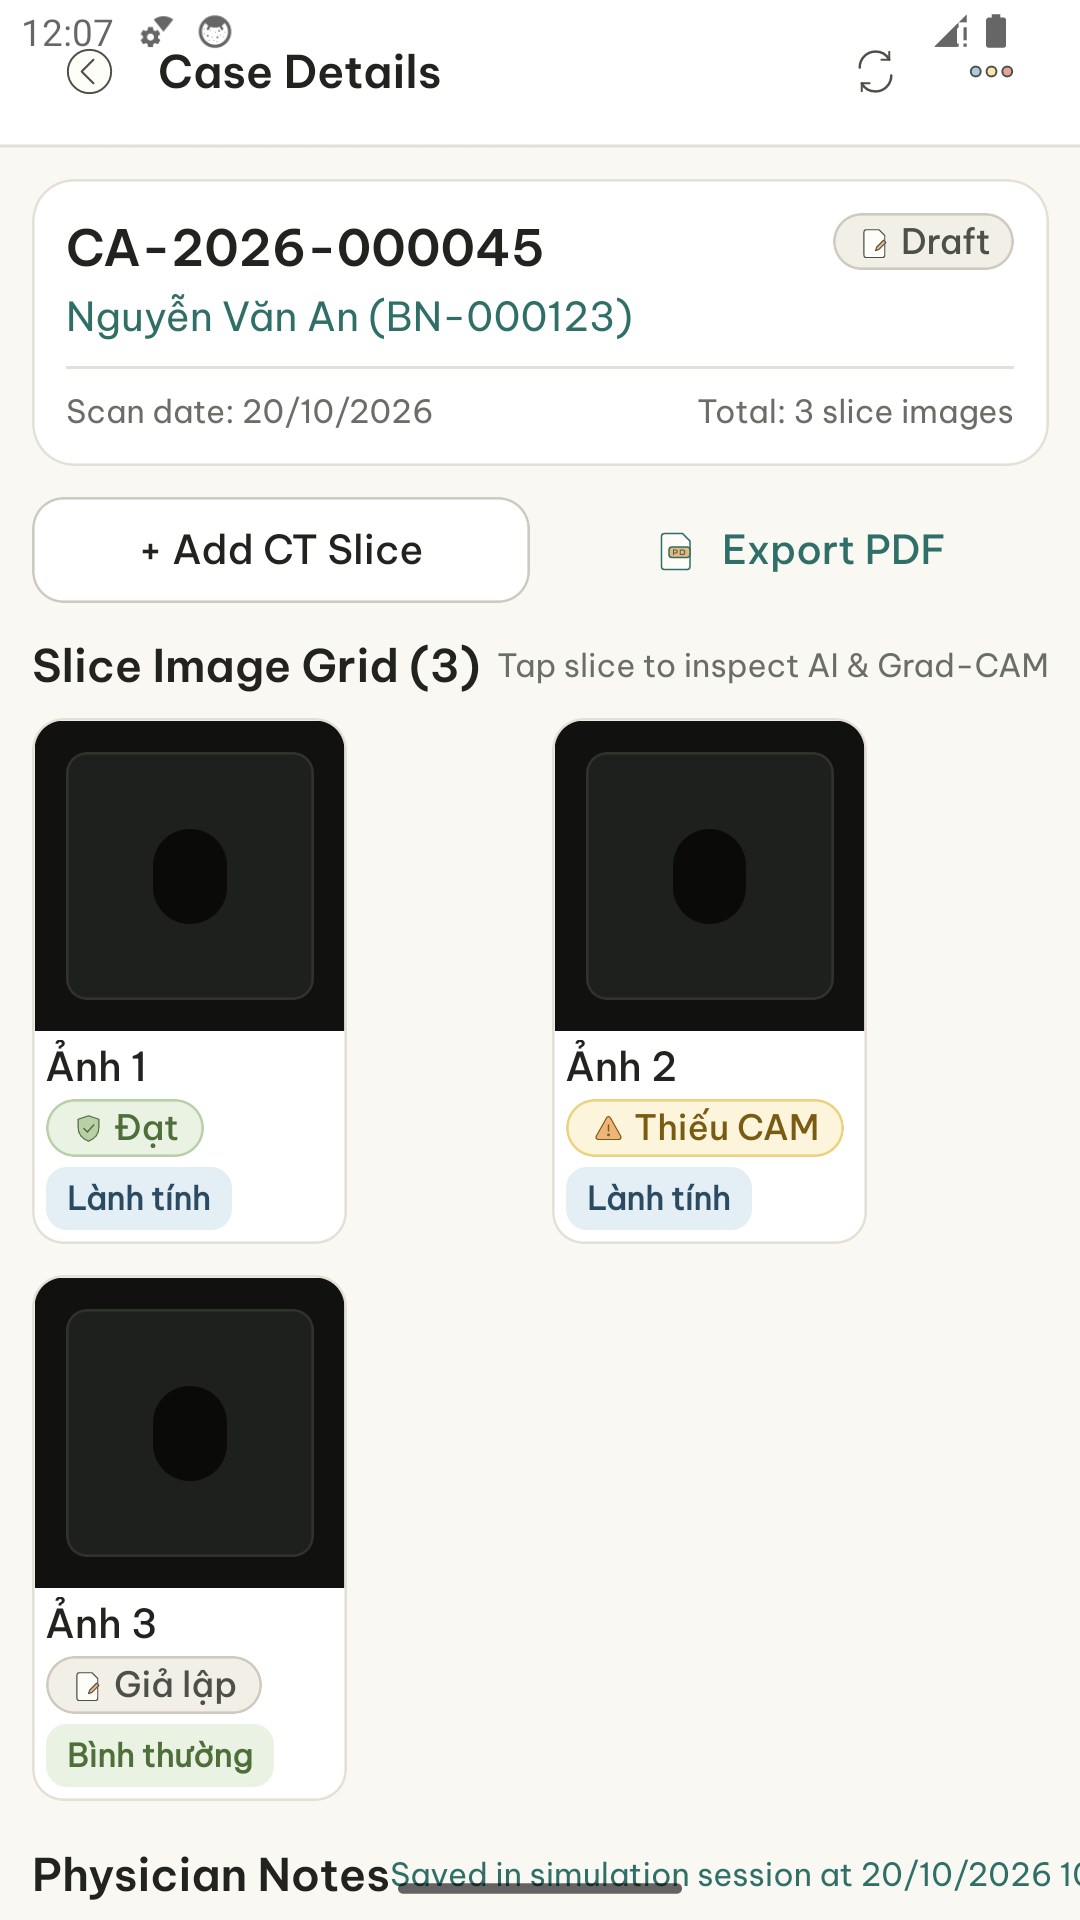 12:07
Case Details
CA-2026-000045
Draft
Nguyễn Văn An (BN-000123)
Scan date: 20/10/2026
Total: 3 slice images
+ Add CT Slice
PD
Export PDF
Slice Image Grid (3)
Tap slice to inspect AI & Grad-CAM
Ảnh 1
Đạt
Lành tính
Ảnh 2
Thiếu CAM
Lành tính
Ảnh 3
Giả lập
Bình thường
Physician Notes
Saved in simulation session at 20/10/2026